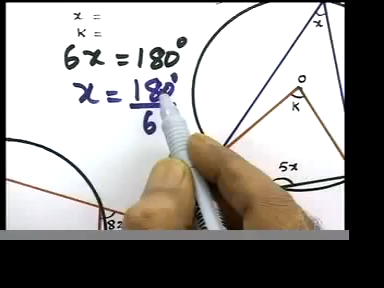 x =
K =
6x = 180°
x = 180°
6
x
O
K
5x
82